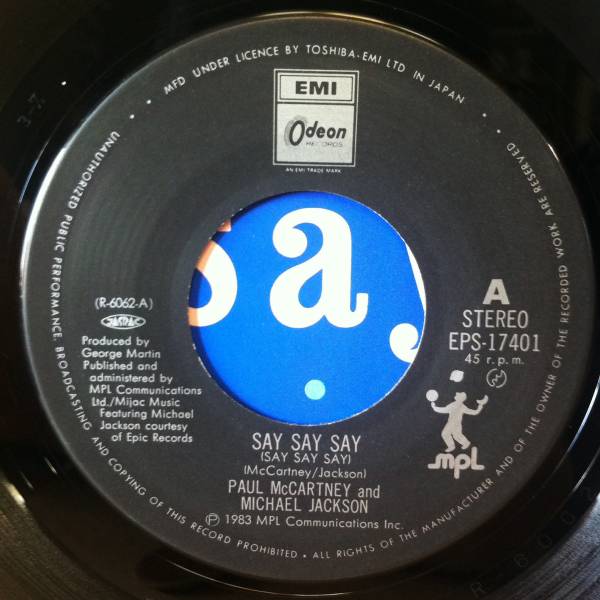 • • MFD UNDER LICENCE BY TOSHIBA-EMI LTD IN JAPAN • •
EMI
Odeon
RECORDS
AN EMI TRADE MARK
say
A
STEREO
EPS-17401
45 r.p.m.
(R-6062-A)
JASRAC
Produced by
George Martin
Published and
administered by
MPL Communications
Ltd./Mijac Music
Featuring Michael
Jackson courtesy
of Epic Records
mpl
SAY SAY SAY
(SAY SAY SAY)
(McCartney/Jackson)
PAUL McCARTNEY and
MICHAEL JACKSON
Ⓟ 1983 MPL Communications Inc.
UNAUTHORIZED PUBLIC PERFORMANCE, BROADCASTING AND COPYING OF THIS RECORD PROHIBITED • ALL RIGHTS OF THE MANUFACTURER AND OF THE OWNER OF THE RECORDED WORK ARE RESERVED